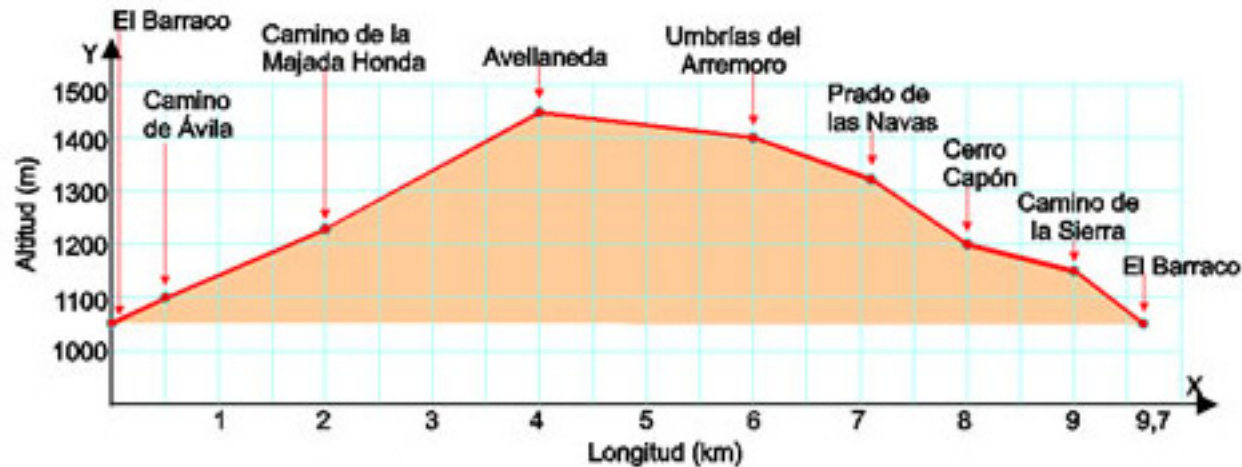 El Barraco
Camino de la
Majada Honda
Umbrías del
Arremoro
Avellaneda
Y
Camino
de Ávila
Prado de
las Navas
Cerro
Capón
Camino de
la Sierra
El Barraco
Altitud (m)
1500
1400
1300
1200
1100
1000
X
1 2 3 4 5 6 7 8 9 9,7
Longitud (km)